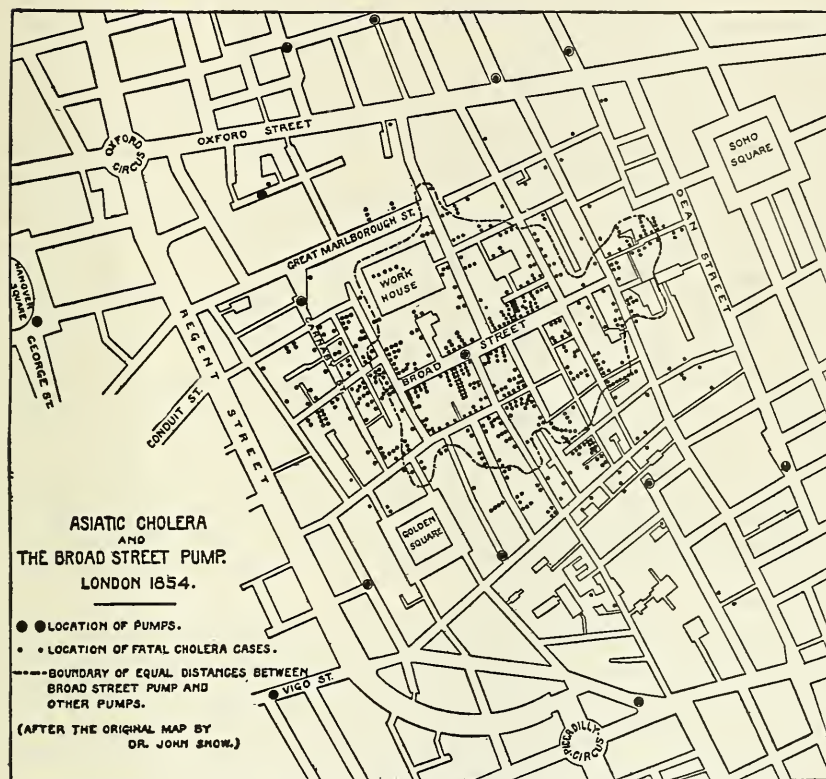 OXFORD STREET
OXFORD
CIRCUS
SOHO
SQUARE
DEAN STREET
GREAT MARLBOROUGH ST.
WORK
HOUSE
HANOVER
SQUARE
GEORGE ST.
REGENT STREET
CONDUIT ST.
BROAD STREET
GOLDEN
SQUARE
ASIATIC CHOLERA
AND
THE BROAD STREET PUMP.
LONDON 1854.
LOCATION OF PUMPS.
LOCATION OF FATAL CHOLERA CASES.
BOUNDARY OF EQUAL DISTANCES BETWEEN
BROAD STREET PUMP AND
OTHER PUMPS.
(AFTER THE ORIGINAL MAP BY
DR. JOHN SNOW.)
VIGO ST.
PICCADILLY
CIRCUS